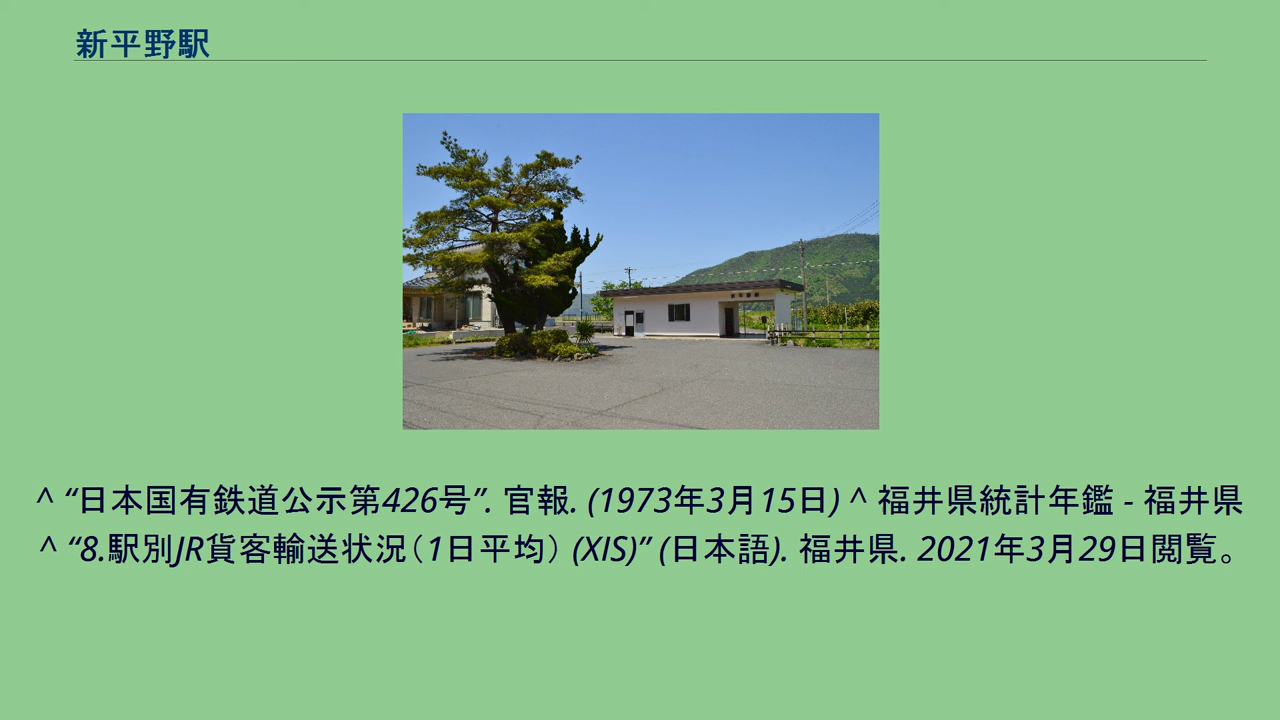 新平野駅
^ “日本国有鉄道公示第426号”. 官報. (1973年3月15日) ^ 福井県統計年鑑 - 福井県
^ “8.駅別JR貨客輸送状況（1日平均） (XlS)” (日本語). 福井県. 2021年3月29日閲覧。